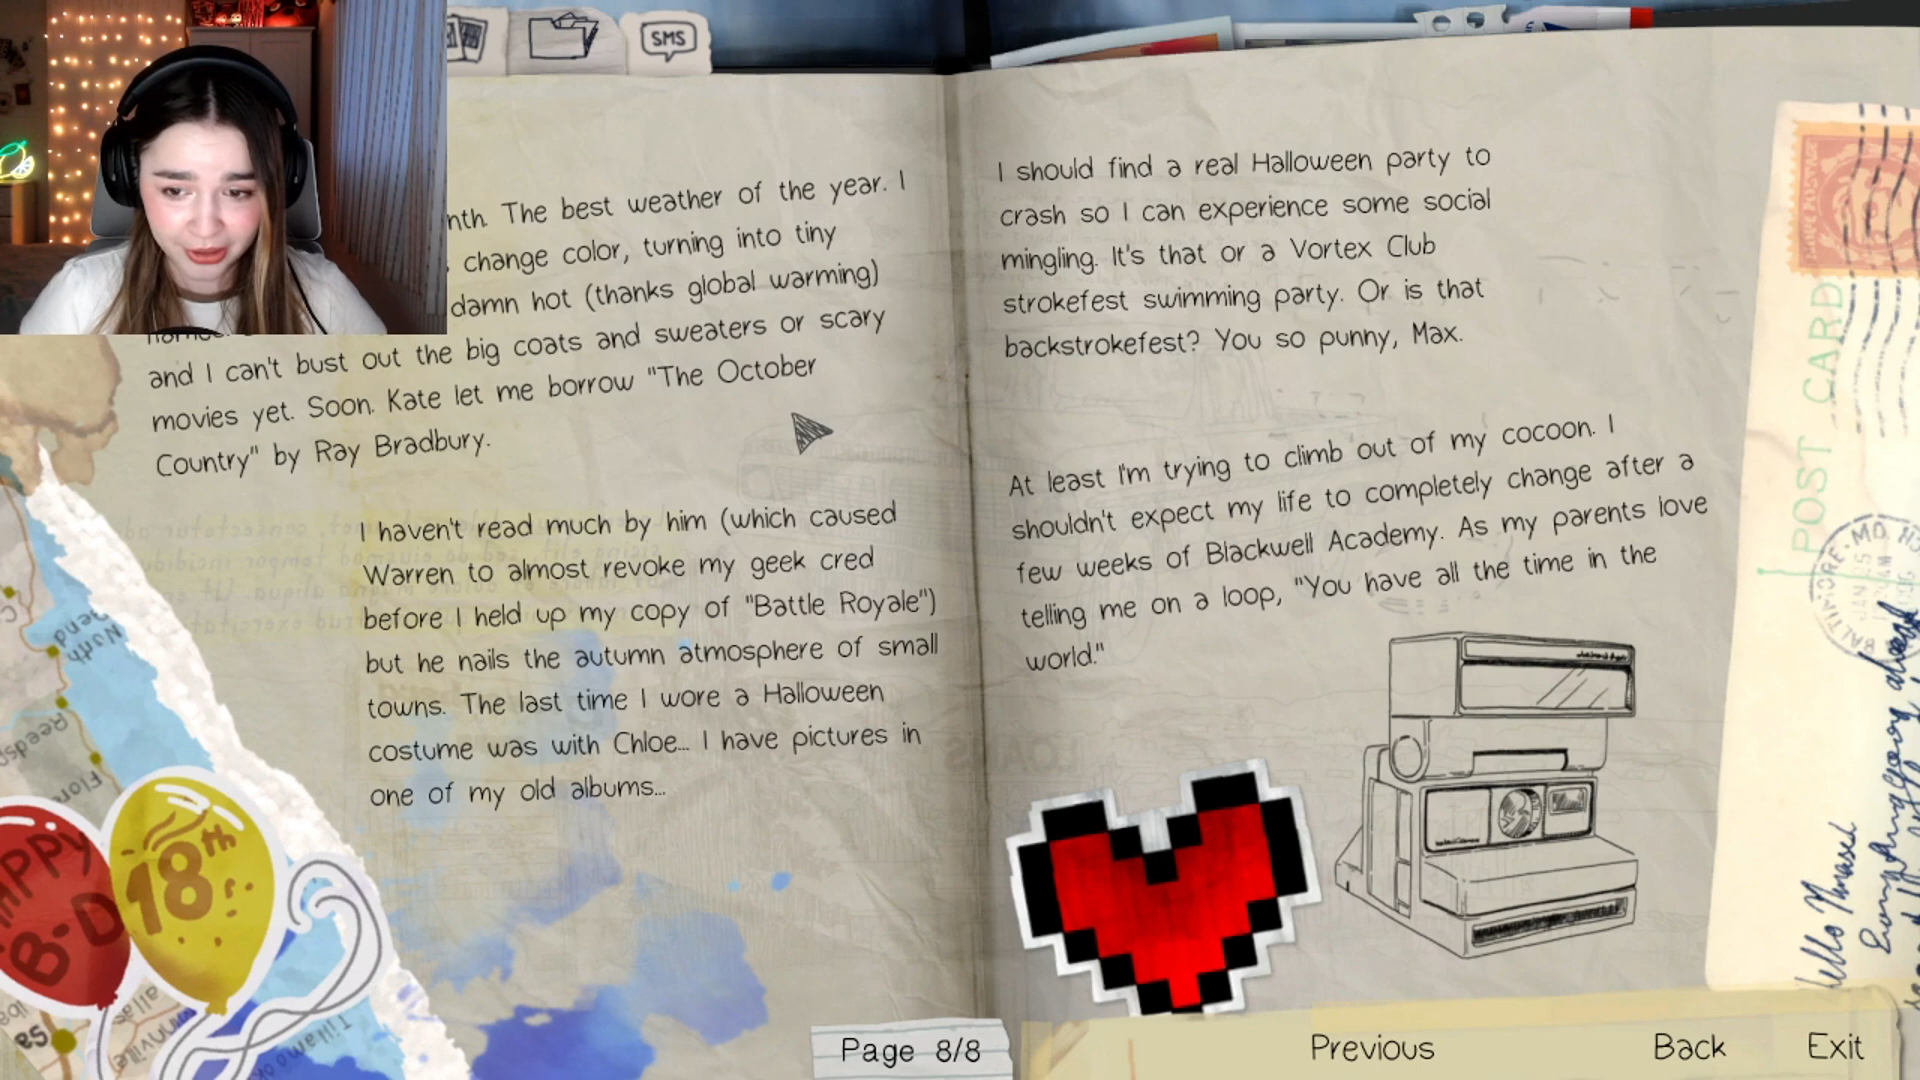 SMS
nth. The best weather of the year. I
change color, turning into tiny
damn hot (thanks global warming)
and I can't bust out the big coats and sweaters or scary
movies yet. Soon. Kate let me borrow "The October
Country" by Ray Bradbury.
I haven't read much by him (which caused
Warren to almost revoke my geek cred
before I held up my copy of "Battle Royale")
but he nails the autumn atmosphere of small
towns. The last time I wore a Halloween
costume was with Chloe... I have pictures in
one of my old albums...
I should find a real Halloween party to
crash so I can experience some social
mingling. It's that or a Vortex Club
strokefest swimming party. Or is that
backstrokefest? You so punny, Max.
At least I'm trying to climb out of my cocoon. I
shouldn't expect my life to completely change after a
few weeks of Blackwell Academy. As my parents love
telling me on a loop, "You have all the time in the
world."
POST CARD
HAPPY
B-D
18th
North
Bend
Page 8/8
Previous
Back
Exit